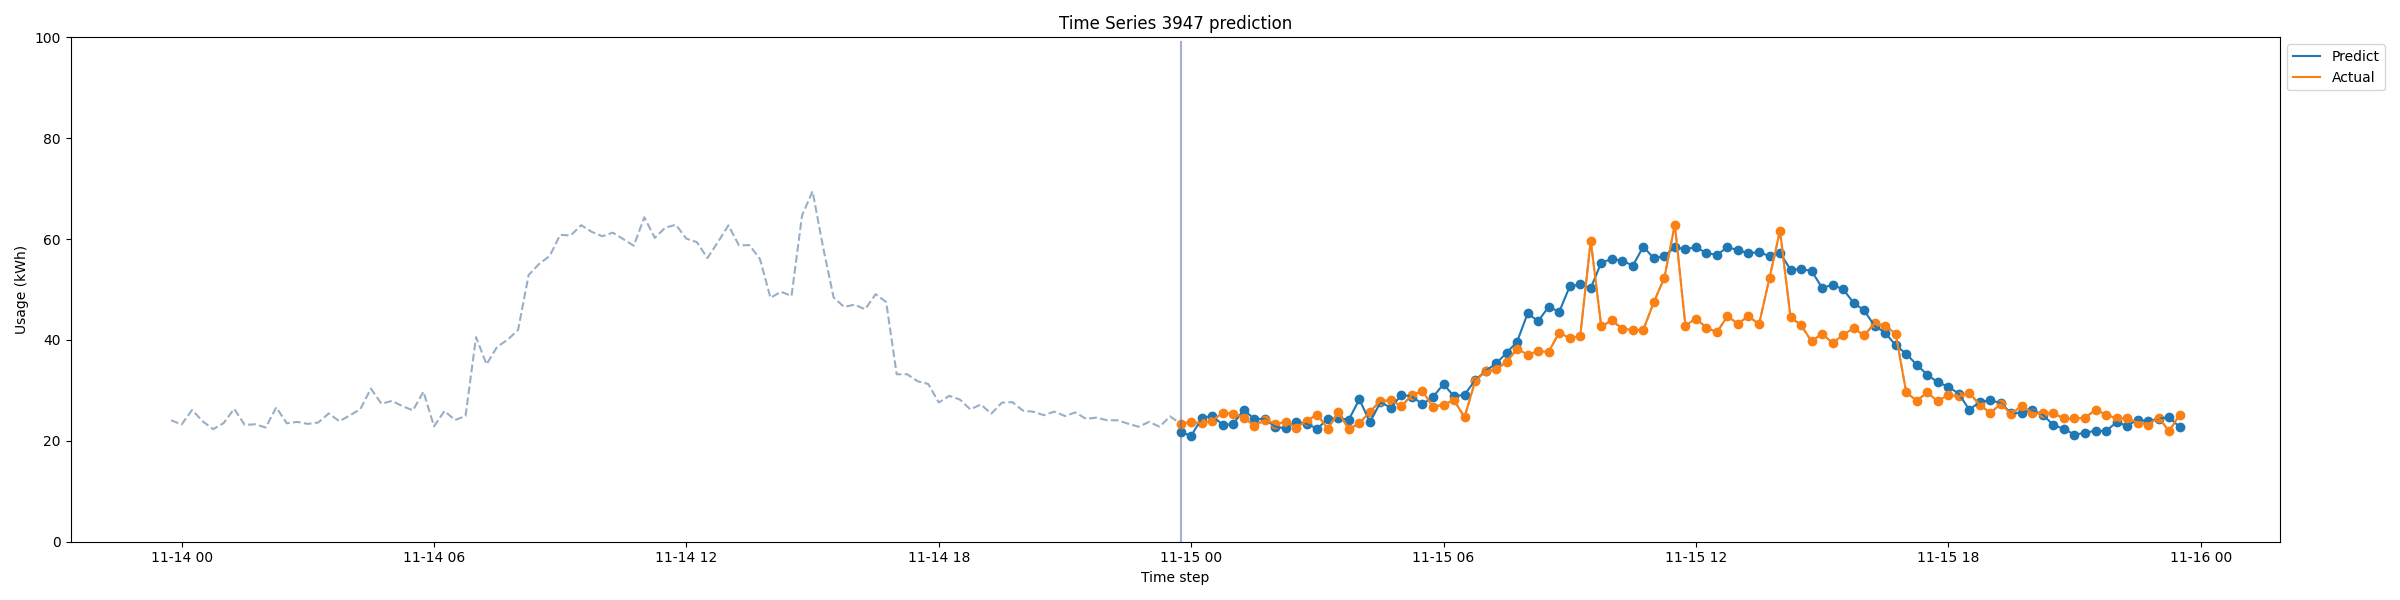 Time Series 3947 prediction
100
80
60
40
20
0
Usage (kWh)
11-14 00 11-14 06 11-14 12 11-14 18 11-15 00 11-15 06 11-15 12 11-15 18 11-16 00
Time step
Predict
Actual